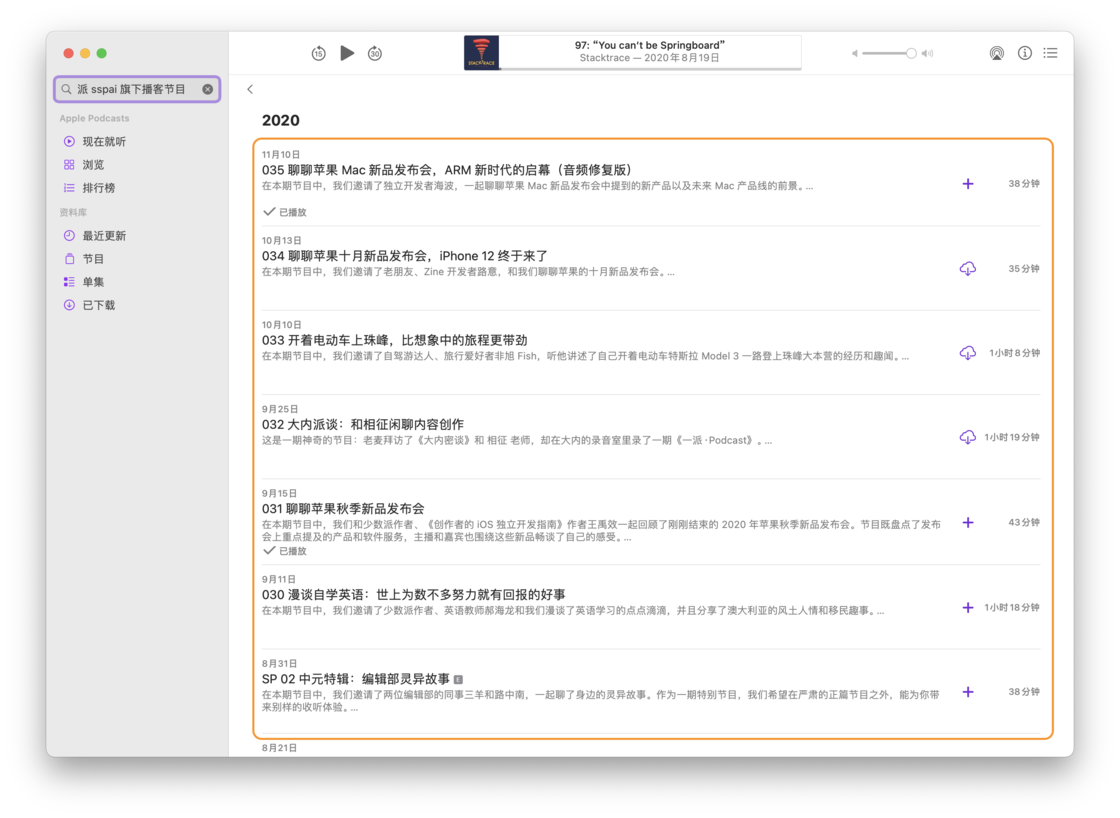 97: “You can’t be Springboard”
Stacktrace — 2020年8月19日
15
30
STACKTRACE
派 sspai 旗下播客节目
Apple Podcasts
现在就听
浏览
排行榜
资料库
最近更新
节目
单集
已下载
2020
11月10日
035 聊聊苹果 Mac 新品发布会，ARM 新时代的启幕（音频修复版）
在本期节目中，我们邀请了独立开发者海波，一起聊聊苹果 Mac 新品发布会中提到的新产品以及未来 Mac 产品线的前景。...
38分钟
已播放
10月13日
034 聊聊苹果十月新品发布会，iPhone 12 终于来了
在本期节目中，我们邀请了老朋友、Zine 开发者路意，和我们聊聊苹果的十月新品发布会。...
35分钟
10月10日
033 开着电动车上珠峰，比想象中的旅程更带劲
在本期节目中，我们邀请了自驾游达人、旅行爱好者非旭 Fish，听他讲述了自己开着电动车特斯拉 Model 3 一路登上珠峰大本营的经历和趣闻。...
1小时8分钟
9月25日
032 大内派谈：和相征闲聊内容创作
这是一期神奇的节目：老麦拜访了《大内密谈》和 相征 老师，却在大内的录音室里录了一期《一派·Podcast》。...
1小时19分钟
9月15日
031 聊聊苹果秋季新品发布会
在本期节目中，我们和少数派作者、《创作者的 iOS 独立开发指南》作者王禹效一起回顾了刚刚结束的 2020 年苹果秋季新品发布会。节目既盘点了发布
会上重点提及的产品和软件服务，主播和嘉宾也围绕这些新品畅谈了自己的感受。...
43分钟
已播放
9月11日
030 漫谈自学英语：世上为数不多努力就有回报的好事
在本期节目中，我们邀请了少数派作者、英语教师郝海龙和我们漫谈了英语学习的点点滴滴，并且分享了澳大利亚的风土人情和移民趣事。...
1小时18分钟
8月31日
SP 02 中元特辑：编辑部灵异故事 E
在本期节目中，我们邀请了两位编辑部的同事三羊和路中南，一起聊了身边的灵异故事。作为一期特别节目，我们希望在严肃的正篇节目之外，能为你带
来别样的收听体验。...
38分钟
8月21日